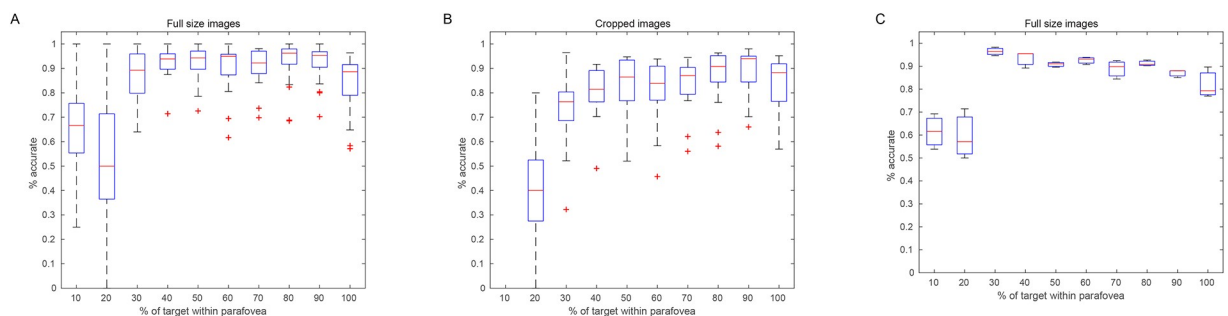 A
Full size images
% accurate
1
0.9
0.8
0.7
0.6
0.5
0.4
0.3
0.2
0.1
0
10 20 30 40 50 60 70 80 90 100
% of target within parafovea
B
Cropped images
% accurate
1
0.9
0.8
0.7
0.6
0.5
0.4
0.3
0.2
0.1
0
10 20 30 40 50 60 70 80 90 100
% of target within parafovea
C
Full size images
% accurate
1
0.9
0.8
0.7
0.6
0.5
0.4
0.3
0.2
0.1
0
10 20 30 40 50 60 70 80 90 100
% of target within parafovea